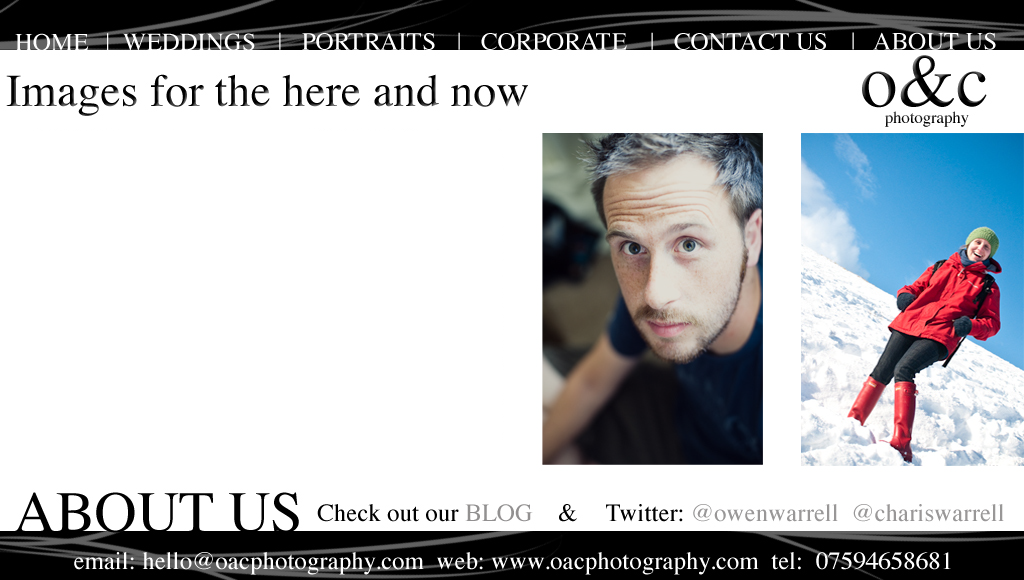 HOME | WEDDINGS | PORTRAITS | CORPORATE | CONTACT US | ABOUT US
Images for the here and now
o&c
photography
ABOUT US Check out our BLOG & Twitter: @owenwarrell @chariswarrell
email: hello@oacphotography.com web: www.oacphotography.com tel: 07594658681